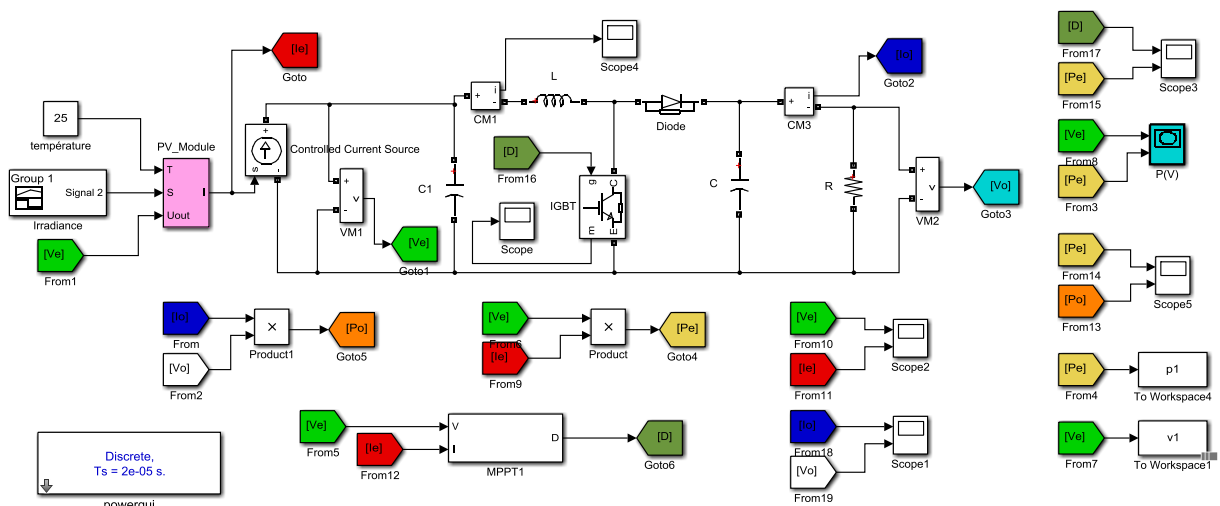 [Ie]
Goto
Scope4
[Io]
Goto2
[D]
From17
[Pe]
From15
Scope3
i
+
-
CM1
L
Diode
i
+
-
CM3
25
température
PV_Module
T
S
Uout
I
Group 1
Signal 2
Irradiance
[Ve]
From1
+
s
-
Controlled Current Source
+
-
v
VM1
[Ve]
Goto1
C1
[D]
From16
Scope
g
C
m
E
IGBT
C
R
+
-
v
VM2
[Vo]
Goto3
[Ve]
From8
[Pe]
From3
P(V)
[Pe]
From14
[Po]
From13
Scope5
[Io]
From
[Vo]
From2
×
Product1
[Po]
Goto5
[Ve]
From6
[Ie]
From9
×
Product
[Pe]
Goto4
[Ve]
From10
[Ie]
From11
Scope2
[Pe]
From4
p1
To Workspace4
[Ve]
From5
[Ie]
From12
V
I
D
MPPT1
[D]
Goto6
[Io]
From18
[Vo]
From19
Scope1
[Ve]
From7
v1
To Workspace1
Discrete,
Ts = 2e-05 s.
powergui